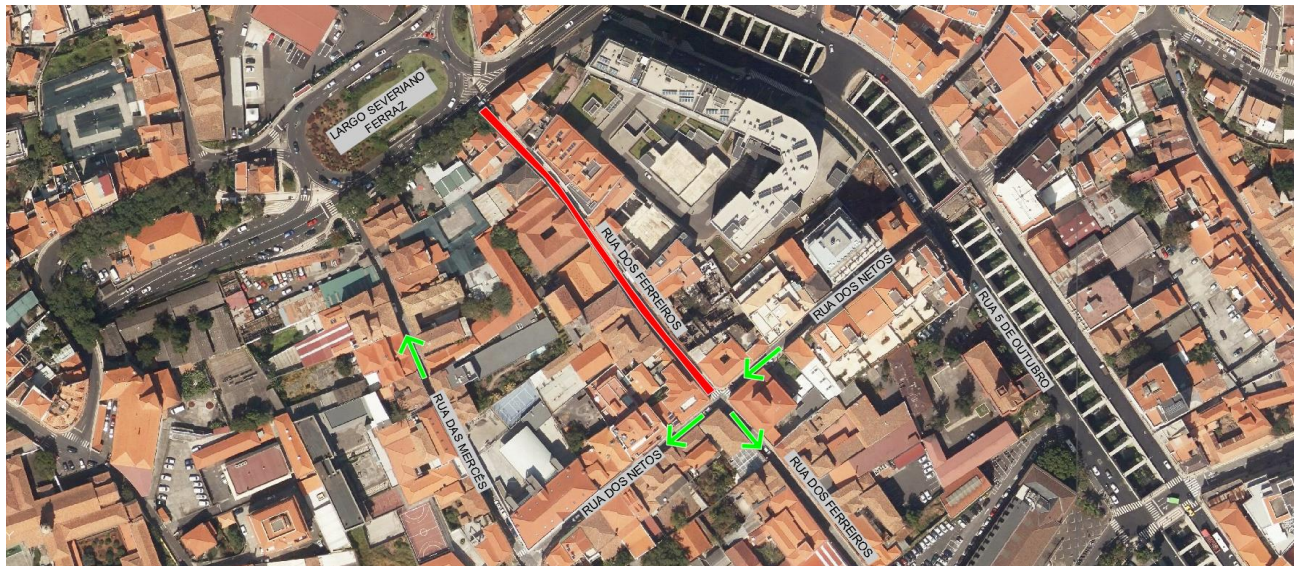 LARGO SEVERIANO
FERRAZ
RUA DOS FERREIROS
RUA DOS NETOS
RUA 5 DE OUTUBRO
RUA DAS MERCÊS
RUA DOS NETOS
RUA DOS FERREIROS